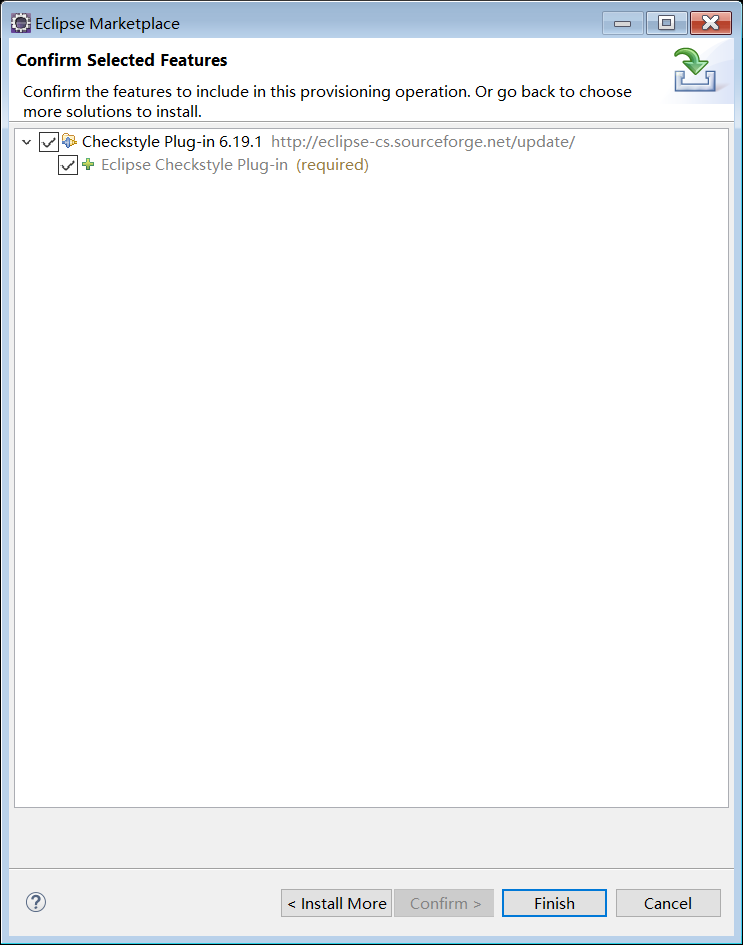 Eclipse Marketplace
Confirm Selected Features
Confirm the features to include in this provisioning operation. Or go back to choose
more solutions to install.
Checkstyle Plug-in 6.19.1 http://eclipse-cs.sourceforge.net/update/
Eclipse Checkstyle Plug-in (required)
? < Install More Confirm > Finish Cancel